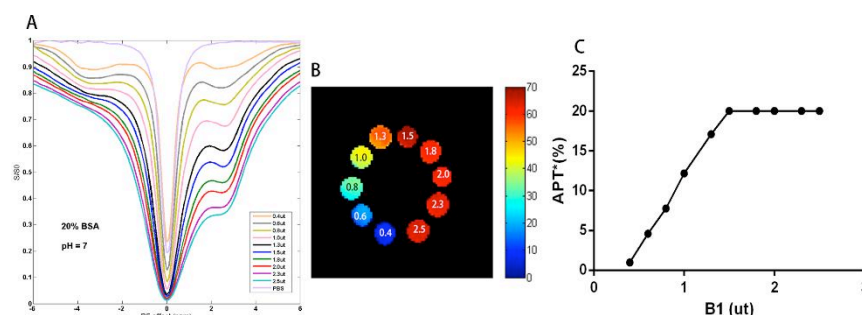 A
1
0.9
0.8
0.7
0.6
0.5
0.4
0.3
0.2
0.1
0
S/S0
20% BSA
pH = 7
0.4ut
0.6ut
0.8ut
1.0ut
1.3ut
1.5ut
1.8ut
2.0ut
2.3ut
2.5ut
PBS
-6
-4
-2
0
2
4
6
B
1.3
1.5
1.0
1.8
0.8
2.0
0.6
2.3
0.4
2.5
70
60
50
40
30
20
10
0
C
APT*(%)
25
20
15
10
5
0
0
1
2
3
B1 (ut)